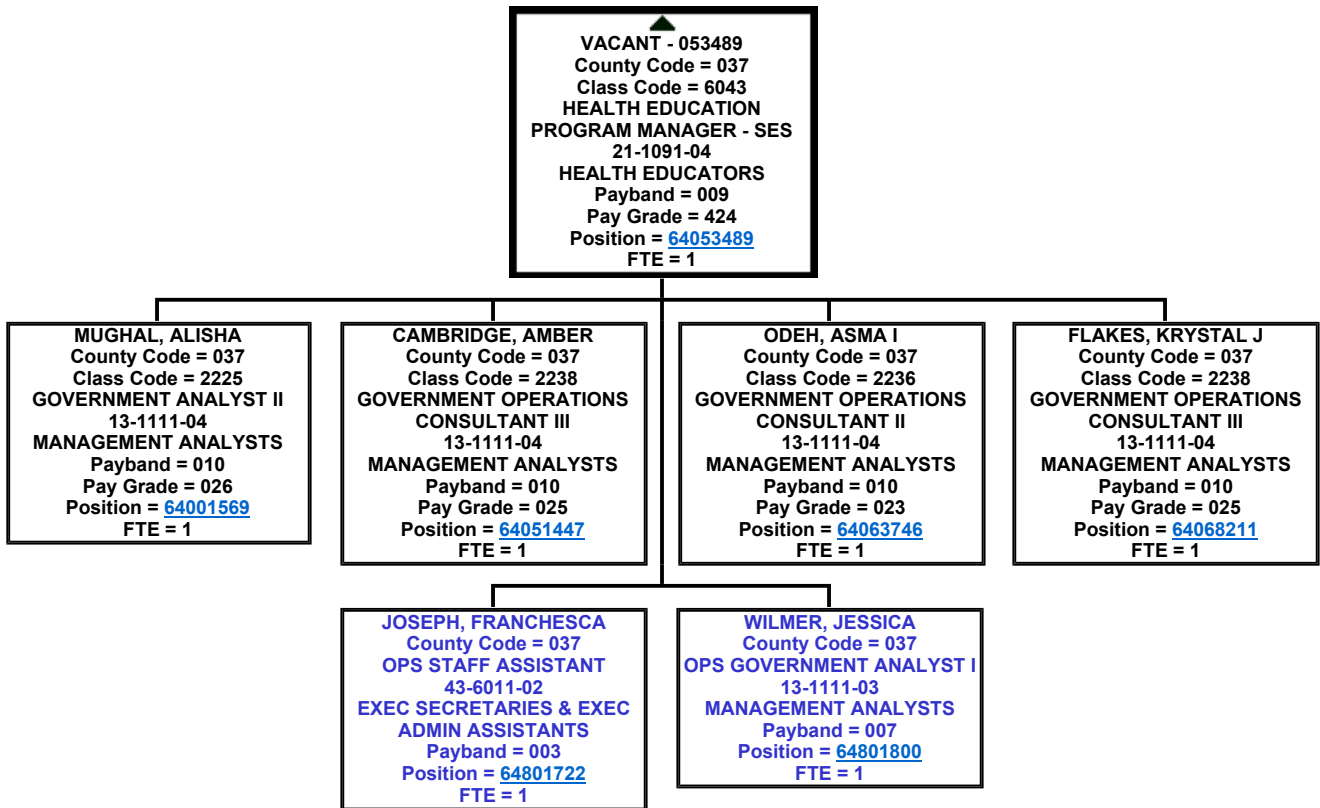 VACANT - 053489
County Code = 037
Class Code = 6043
HEALTH EDUCATION
PROGRAM MANAGER - SES
21-1091-04
HEALTH EDUCATORS
Payband = 009
Pay Grade = 424
Position = 64053489
FTE = 1
MUGHAL, ALISHA
County Code = 037
Class Code = 2225
GOVERNMENT ANALYST II
13-1111-04
MANAGEMENT ANALYSTS
Payband = 010
Pay Grade = 026
Position = 64001569
FTE = 1
CAMBRIDGE, AMBER
County Code = 037
Class Code = 2238
GOVERNMENT OPERATIONS
CONSULTANT III
13-1111-04
MANAGEMENT ANALYSTS
Payband = 010
Pay Grade = 025
Position = 64051447
FTE = 1
ODEH, ASMA I
County Code = 037
Class Code = 2236
GOVERNMENT OPERATIONS
CONSULTANT II
13-1111-04
MANAGEMENT ANALYSTS
Payband = 010
Pay Grade = 023
Position = 64063746
FTE = 1
FLAKES, KRYSTAL J
County Code = 037
Class Code = 2238
GOVERNMENT OPERATIONS
CONSULTANT III
13-1111-04
MANAGEMENT ANALYSTS
Payband = 010
Pay Grade = 025
Position = 64068211
FTE = 1
JOSEPH, FRANCHESCA
County Code = 037
OPS STAFF ASSISTANT
43-6011-02
EXEC SECRETARIES & EXEC
ADMIN ASSISTANTS
Payband = 003
Position = 64801722
FTE = 1
WILMER, JESSICA
County Code = 037
OPS GOVERNMENT ANALYST I
13-1111-03
MANAGEMENT ANALYSTS
Payband = 007
Position = 64801800
FTE = 1